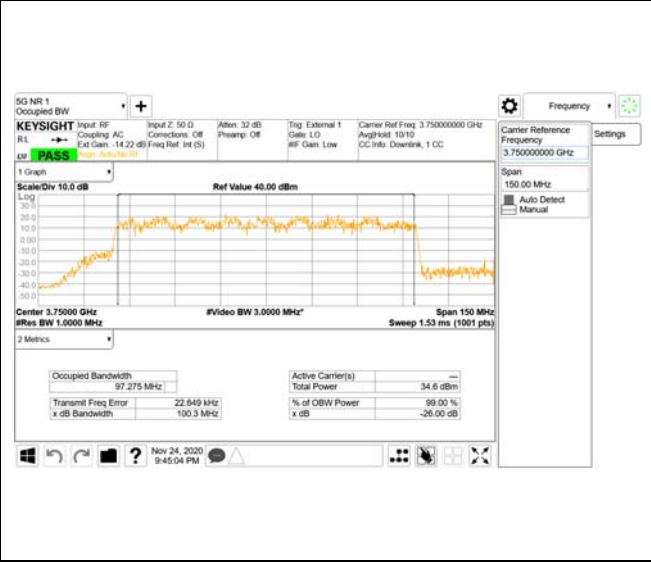 5G NR 1
Occupied BW
Frequency
KEYSIGHT
R L
LW PASS
Input: RF
Coupling: AC
Ext Gain: -14.22 dB
Align: Auto/No RF
Input Z: 50 Ω
Corrections: Off
Freq Ref: Int (S)
Atten: 32 dB
Preamp: Off
Trig: External 1
Gate: LO
#IF Gain: Low
Carrier Ref Freq: 3.750000000 GHz
Avg|Hold: 10/10
CC Info: Downlink, 1 CC
Carrier Reference
Frequency
3.750000000 GHz
Settings
Span
150.00 MHz
Auto Detect
Manual
1 Graph
Scale/Div 10.0 dB
Ref Value 40.00 dBm
Log
30.0
20.0
10.0
0.00
-10.0
-20.0
-30.0
-40.0
-50.0
Center 3.75000 GHz
#Video BW 3.0000 MHz*
Span 150 MHz
#Res BW 1.0000 MHz
Sweep 1.53 ms (1001 pts)
2 Metrics
Occupied Bandwidth
97.275 MHz
Transmit Freq Error 22.649 kHz
x dB Bandwidth 100.3 MHz
Active Carrier(s) —
Total Power 34.6 dBm
% of OBW Power 99.00 %
x dB -26.00 dB
?
Nov 24, 2020
9:45:04 PM